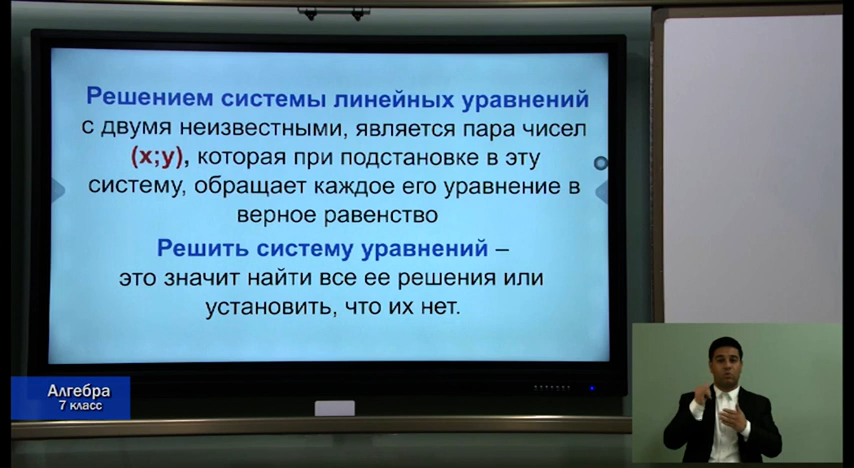 Решением системы линейных уравнений
с двумя неизвестными, является пара чисел
(x;y), которая при подстановке в эту
систему, обращает каждое его уравнение в
верное равенство
Решить систему уравнений –
это значит найти все ее решения или
установить, что их нет.
Алгебра
7 класс